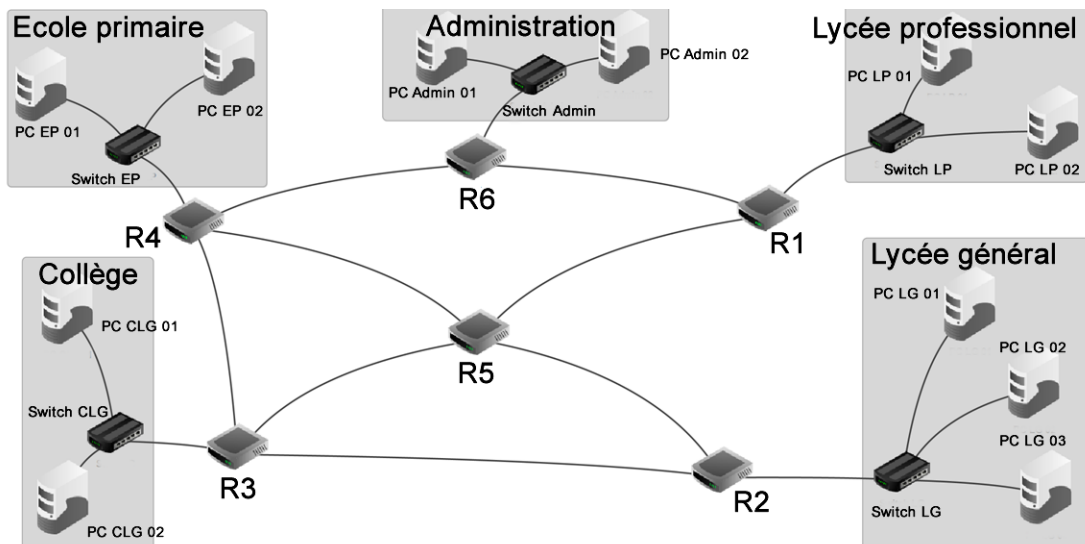 Ecole primaire
PC EP 01
PC EP 02
Switch EP
Administration
PC Admin 01
PC Admin 02
Switch Admin
Lycée professionnel
PC LP 01
PC LP 02
Switch LP
R6
R4
R1
Collège
PC CLG 01
Switch CLG
PC CLG 02
R5
R3
R2
Lycée général
PC LG 01
PC LG 02
PC LG 03
Switch LG